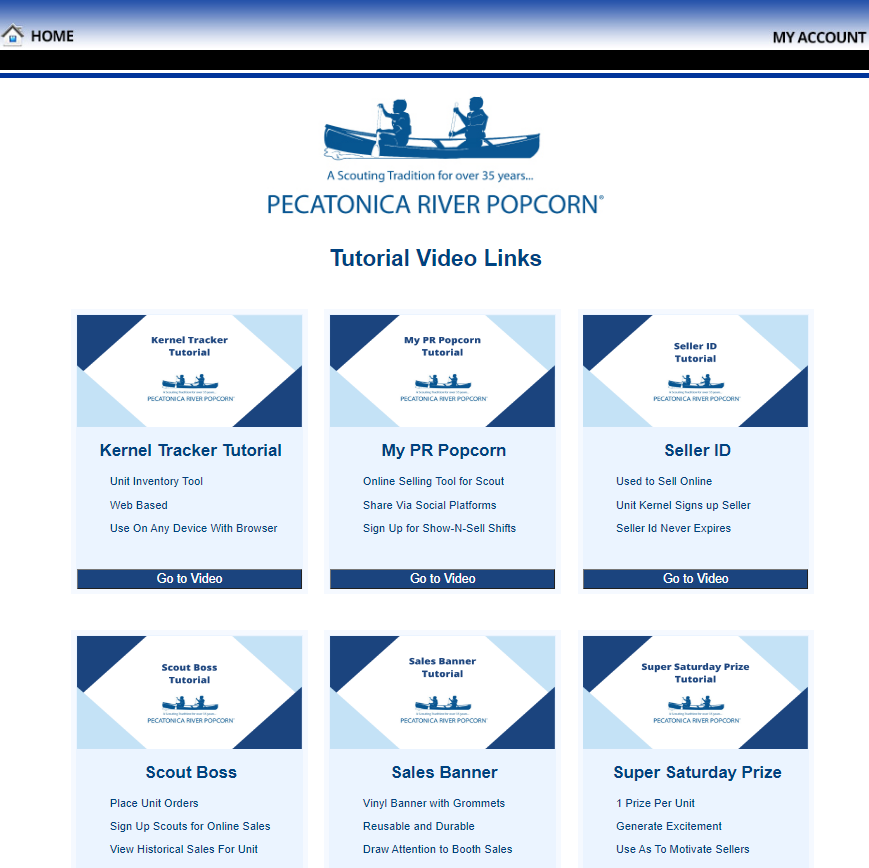 HOME
MY ACCOUNT
A Scouting Tradition for over 35 years...
PECATONICA RIVER POPCORN®
Tutorial Video Links
Kernel Tracker
Tutorial
PECATONICA RIVER POPCORN
Kernel Tracker Tutorial
Unit Inventory Tool
Web Based
Use On Any Device With Browser
Go to Video
My PR Popcorn
Tutorial
PECATONICA RIVER POPCORN
My PR Popcorn
Online Selling Tool for Scout
Share Via Social Platforms
Sign Up for Show-N-Sell Shifts
Go to Video
Seller ID
Tutorial
PECATONICA RIVER POPCORN
Seller ID
Used to Sell Online
Unit Kernel Signs up Seller
Seller Id Never Expires
Go to Video
Scout Boss
Tutorial
PECATONICA RIVER POPCORN
Scout Boss
Place Unit Orders
Sign Up Scouts for Online Sales
View Historical Sales For Unit
Sales Banner
Tutorial
PECATONICA RIVER POPCORN
Sales Banner
Vinyl Banner with Grommets
Reusable and Durable
Draw Attention to Booth Sales
Super Saturday Prize
Tutorial
PECATONICA RIVER POPCORN
Super Saturday Prize
1 Prize Per Unit
Generate Excitement
Use As To Motivate Sellers